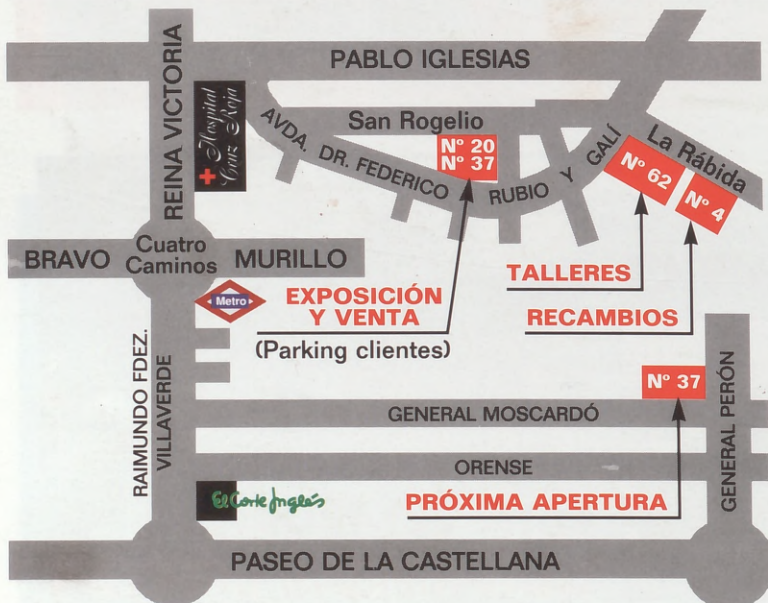 PABLO IGLESIAS
REINA VICTORIA
Hospital
Cruz Roja
San Rogelio
AVDA. DR. FEDERICO RUBIO Y GALÍ
Nº 20
Nº 37
La Rábida
Nº 62
Nº 4
BRAVO MURILLO
Cuatro
Caminos
Metro
EXPOSICIÓN
Y VENTA
(Parking clientes)
TALLERES
RECAMBIOS
RAIMUNDO FDEZ.
VILLAVERDE
Nº 37
GENERAL MOSCARDÓ
GENERAL PERÓN
ORENSE
El Corte Inglés
PRÓXIMA APERTURA
PASEO DE LA CASTELLANA